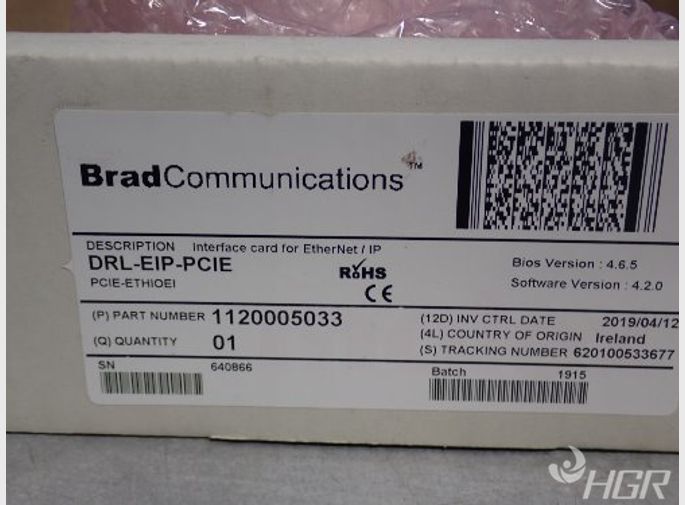 BradCommunications™
DESCRIPTION Interface card for EtherNet / IP
DRL-EIP-PCIE
PCIE-ETHIOEI
RoHS
CE
Bios Version : 4.6.5
Software Version : 4.2.0
(P) PART NUMBER 1120005033
(Q) QUANTITY 01
(12D) INV CTRL DATE 2019/04/12
(4L) COUNTRY OF ORIGIN Ireland
(S) TRACKING NUMBER 620100533677
SN 640866
Batch 1915
HGR